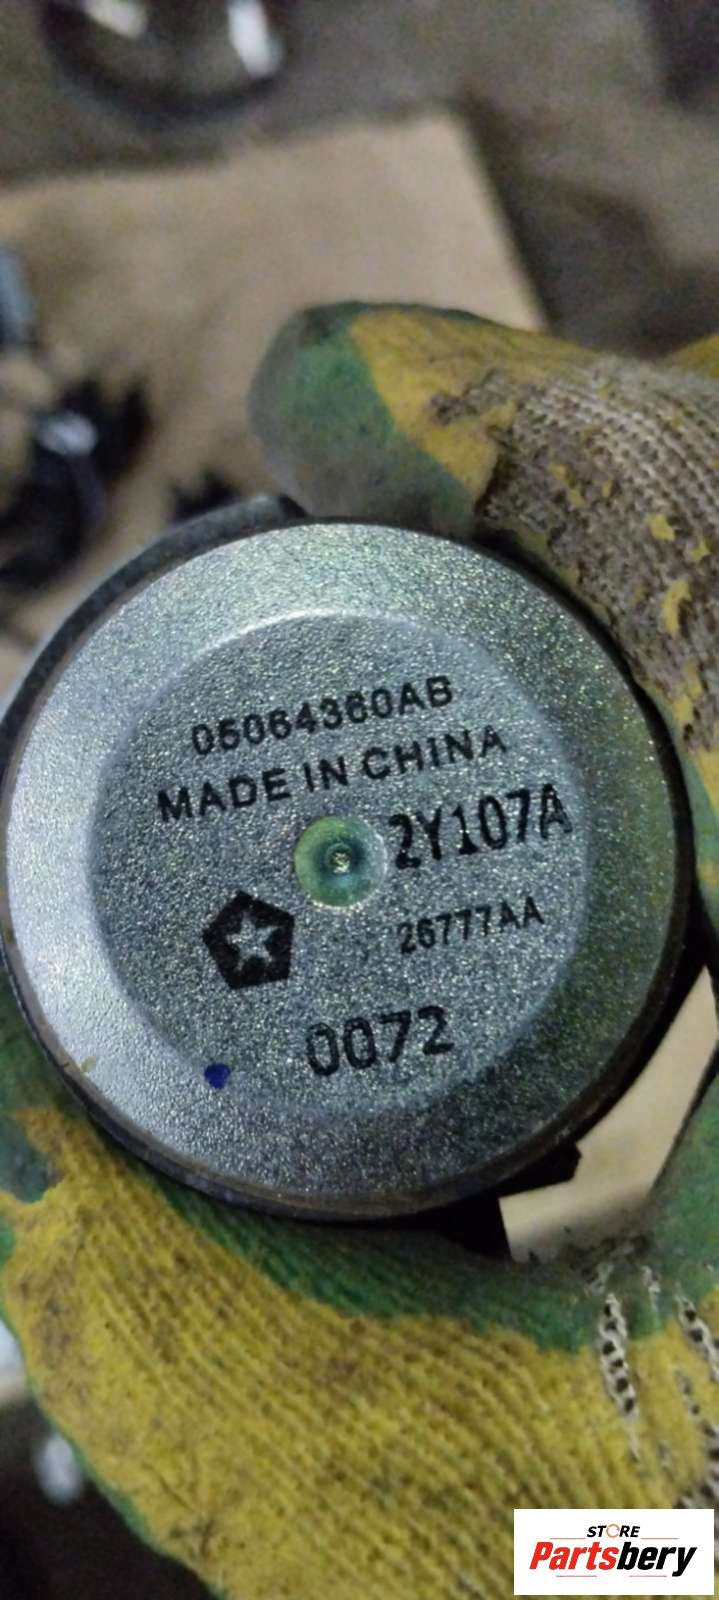 05064360AB
MADE IN CHINA
2Y107A
26777AA
0072
STORE
Partsbery